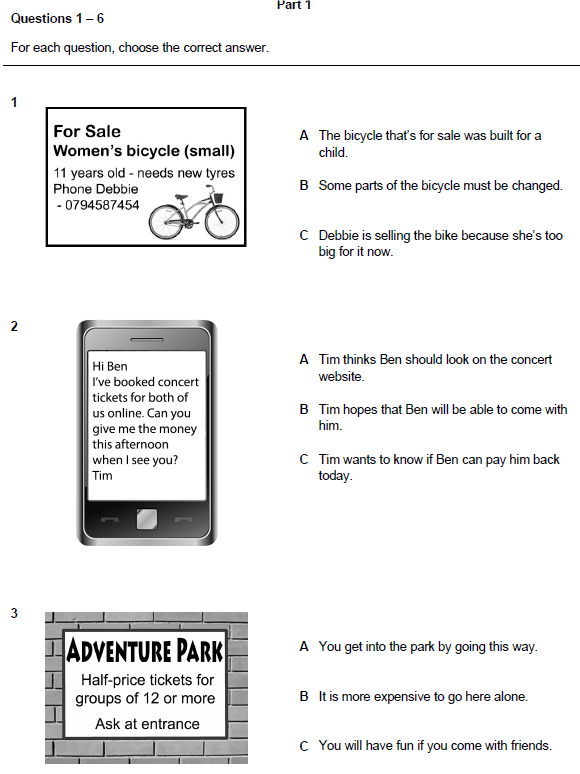 Part 1
Questions 1 – 6
For each question, choose the correct answer.
1
For Sale
Women's bicycle (small)
11 years old - needs new tyres
Phone Debbie
- 0794587454
A The bicycle that's for sale was built for a
child.
B Some parts of the bicycle must be changed.
C Debbie is selling the bike because she's too
big for it now.
2
Hi Ben
I've booked concert
tickets for both of
us online. Can you
give me the money
this afternoon
when I see you?
Tim
A Tim thinks Ben should look on the concert
website.
B Tim hopes that Ben will be able to come with
him.
C Tim wants to know if Ben can pay him back
today.
3
ADVENTURE PARK
Half-price tickets for
groups of 12 or more
Ask at entrance
A You get into the park by going this way.
B It is more expensive to go here alone.
C You will have fun if you come with friends.